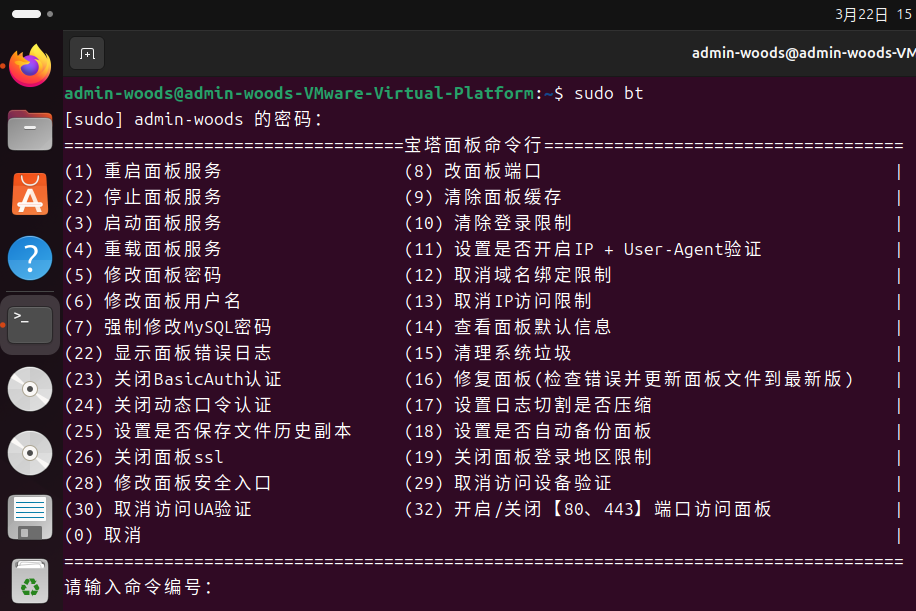 3月22日 15
admin-woods@admin-woods-VM
admin-woods@admin-woods-VMware-Virtual-Platform:~$ sudo bt
[sudo] admin-woods 的密码：
==================================宝塔面板命令行====================================
(1) 重启面板服务 (8) 改面板端口 |
(2) 停止面板服务 (9) 清除面板缓存 |
(3) 启动面板服务 (10) 清除登录限制 |
(4) 重载面板服务 (11) 设置是否开启IP + User-Agent验证 |
(5) 修改面板密码 (12) 取消域名绑定限制 |
(6) 修改面板用户名 (13) 取消IP访问限制 |
(7) 强制修改MySQL密码 (14) 查看面板默认信息 |
(22) 显示面板错误日志 (15) 清理系统垃圾 |
(23) 关闭BasicAuth认证 (16) 修复面板(检查错误并更新面板文件到最新版) |
(24) 关闭动态口令认证 (17) 设置日志切割是否压缩 |
(25) 设置是否保存文件历史副本 (18) 设置是否自动备份面板 |
(26) 关闭面板ssl (19) 关闭面板登录地区限制 |
(28) 修改面板安全入口 (29) 取消访问设备验证 |
(30) 取消访问UA验证 (32) 开启/关闭【80、443】端口访问面板 |
(0) 取消 |
====================================================================================
请输入命令编号：